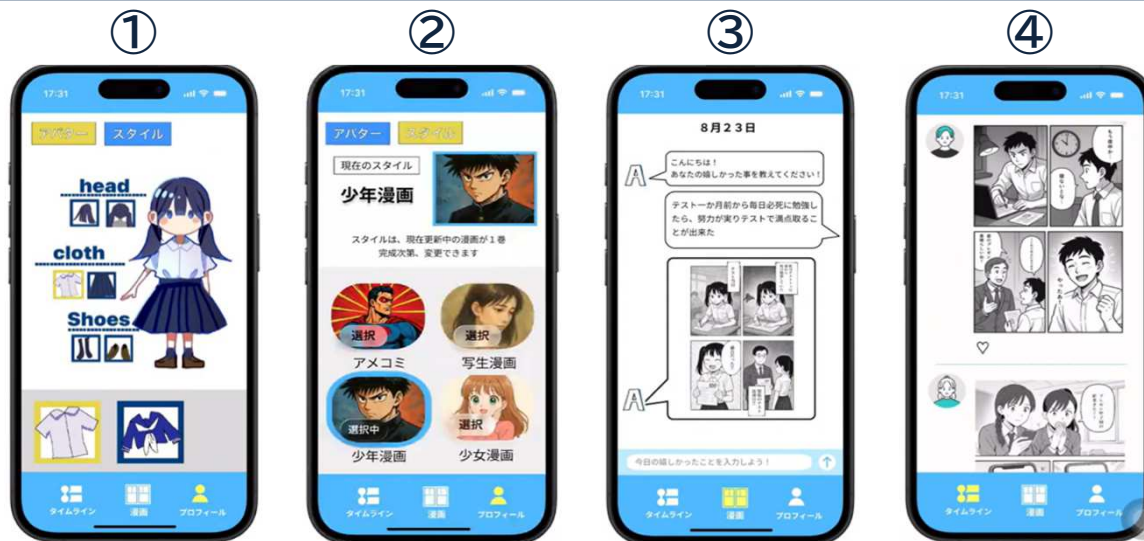 ①
②
③
④
17:31
アバター
スタイル
head
cloth
Shoes
タイムライン
漫画
プロフィール
17:31
アバター
スタイル
現在のスタイル
少年漫画
スタイルは、現在更新中の漫画が1巻
完成次第、変更できます
選択
アメコミ
選択
写生漫画
選択中
少年漫画
選択
少女漫画
タイムライン
漫画
プロフィール
17:31
8月23日
A
こんにちは！
あなたの嬉しかった事を教えてください！
テスト一か月前から毎日必死に勉強し
たら、努力が実りテストで満点取るこ
とが出来た
A
今日の嬉しかったことを入力しよう！
タイムライン
漫画
プロフィール
17:31
タイムライン
漫画
プロフィール